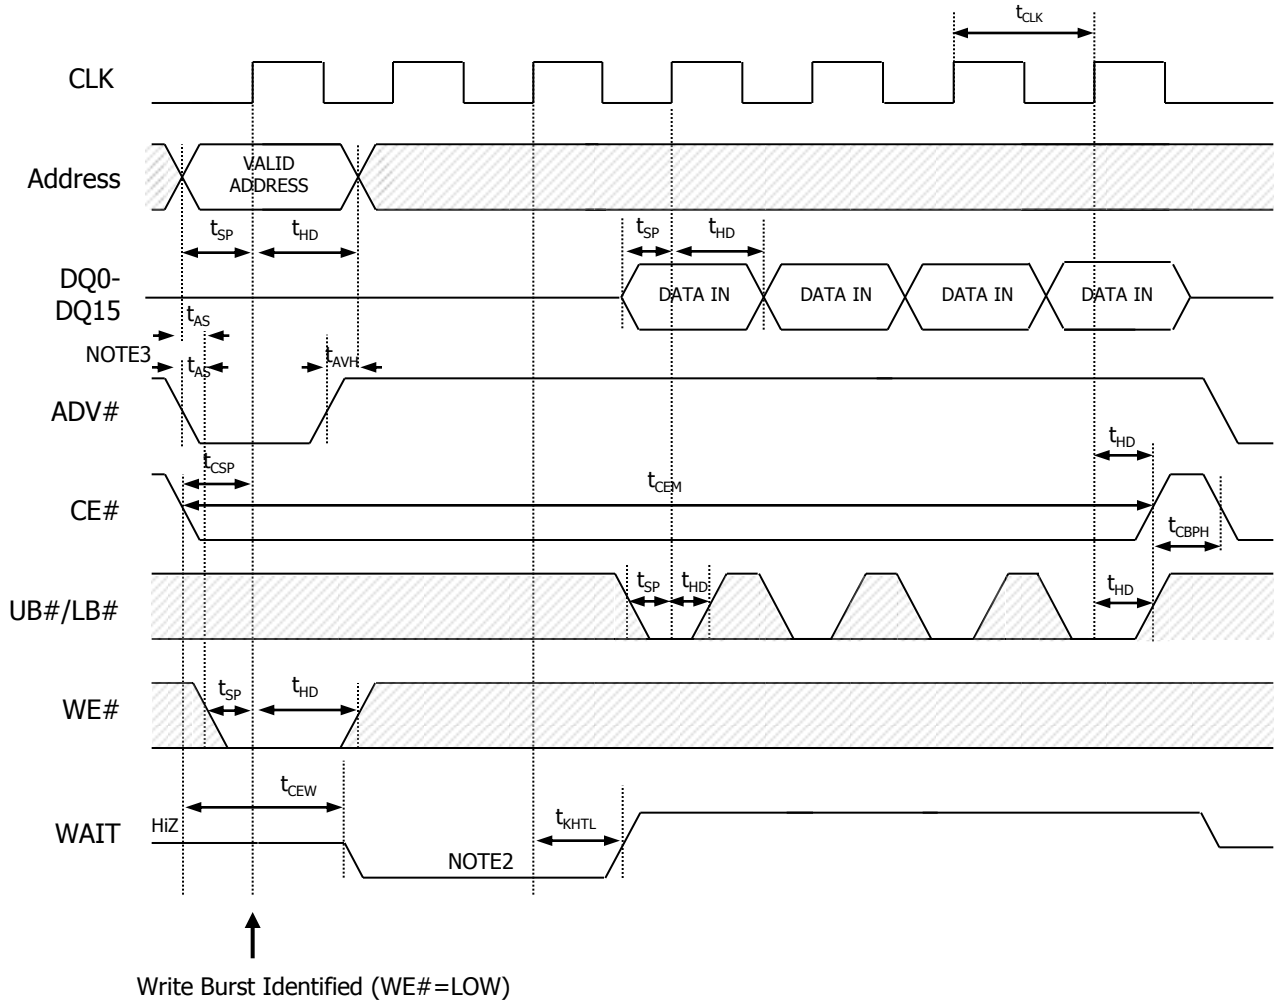 tCLK
CLK
Address
VALID
ADDRESS
tSP
tHD
tSP
tHD
DQ0-
DQ15
DATA IN
DATA IN
DATA IN
DATA IN
tAS
NOTE3
tAS
tAVH
ADV#
tHD
tCSP
tCEM
CE#
tCBPH
UB#/LB#
tSP
tHD
tHD
WE#
tSP
tHD
tCEW
tKHTL
WAIT
HiZ
NOTE2
Write Burst Identified (WE#=LOW)